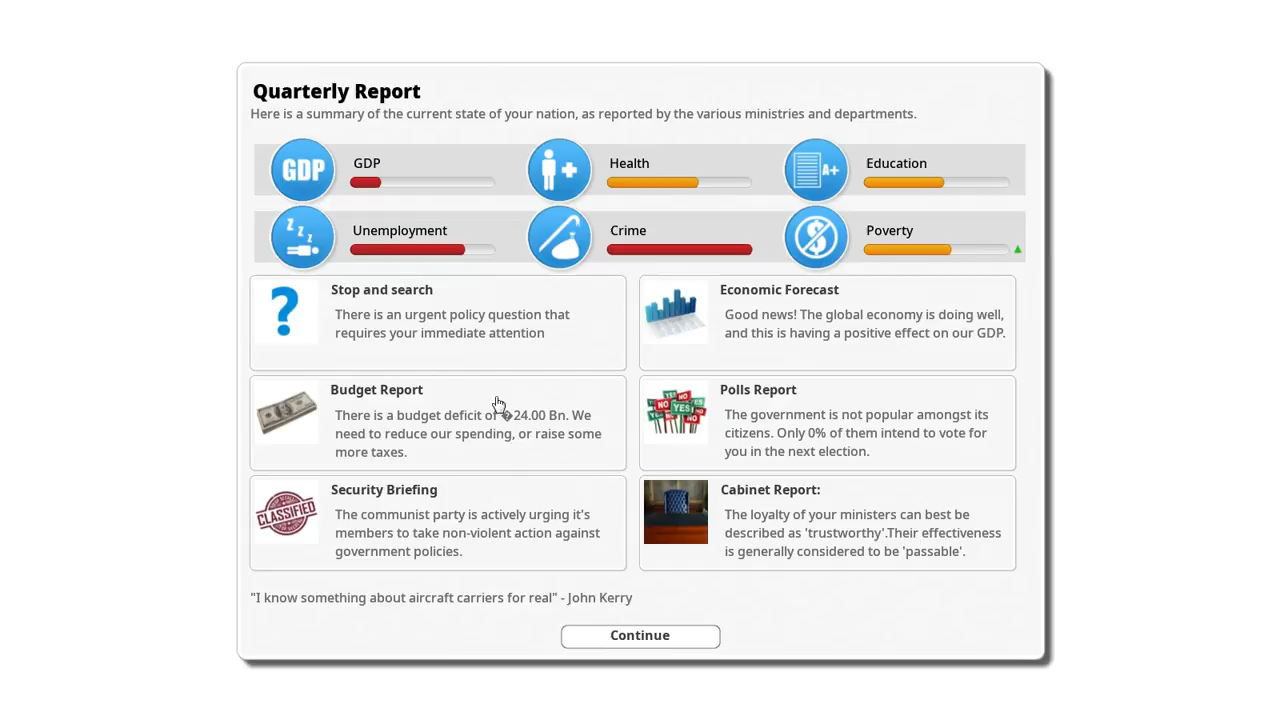 Quarterly Report
Here is a summary of the current state of your nation, as reported by the various ministries and departments.
GDP
GDP
Health
A+
Education
Z Z Z
Unemployment
Crime
$
Poverty
Stop and search
There is an urgent policy question that
requires your immediate attention
Economic Forecast
Good news! The global economy is doing well,
and this is having a positive effect on our GDP.
Budget Report
There is a budget deficit of �24.00 Bn. We
need to reduce our spending, or raise some
more taxes.
NO YES NO YES NO
Polls Report
The government is not popular amongst its
citizens. Only 0% of them intend to vote for
you in the next election.
CLASSIFIED
Security Briefing
The communist party is actively urging it's
members to take non-violent action against
government policies.
Cabinet Report:
The loyalty of your ministers can best be
described as 'trustworthy'.Their effectiveness
is generally considered to be 'passable'.
"I know something about aircraft carriers for real" - John Kerry
Continue